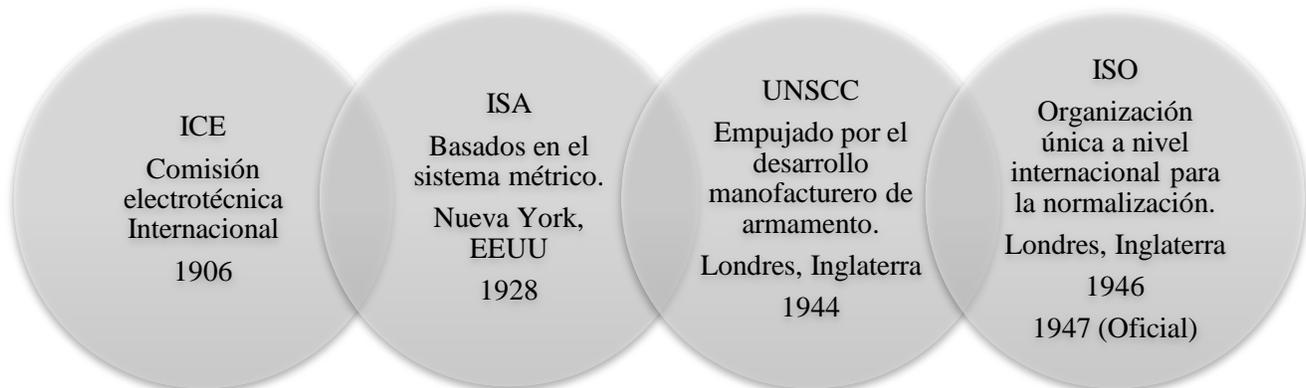 ICE
Comisión
electrotécnica
Internacional
1906
ISA
Basados en el
sistema métrico.
Nueva York,
EEUU
1928
UNSCC
Empujado por el
desarrollo
manofacturero de
armamento.
Londres, Inglaterra
1944
ISO
Organización
única a nivel
internacional para
la normalización.
Londres, Inglaterra
1946
1947 (Oficial)